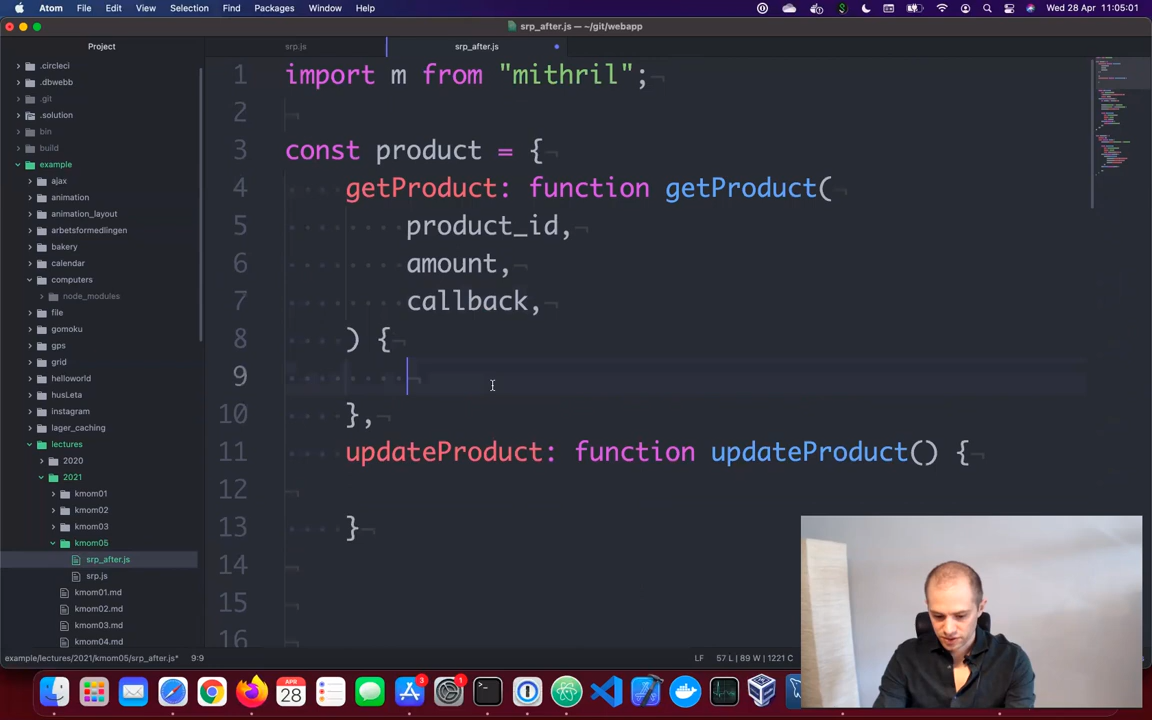 Atom File Edit View Selection Find Packages Window Help Wed 28 Apr 11:05:01
srp_after.js — ~/git/webapp
Project srp.js srp_after.js
.circleci
.dbwebb
.git
.solution
bin
build
example
ajax
animation
animation_layout
arbetsformedlingen
bakery
calendar
computers
node_modules
file
gomoku
gps
grid
helloworld
husLeta
instagram
lager_caching
lectures
2020
2021
kmom01
kmom02
kmom03
kmom05
srp_after.js
srp.js
kmom01.md
kmom02.md
kmom03.md
kmom04.md
1 import m from "mithril";
2
3 const product = {
4 getProduct: function getProduct(
5 product_id,
6 amount,
7 callback,
8 ) {
9
10 },
11 updateProduct: function updateProduct() {
12
13 }
14
15
16
example/lectures/2021/kmom05/srp_after.js* 9:9 LF 57 L | 89 W | 1221 C
APR
28
3
1